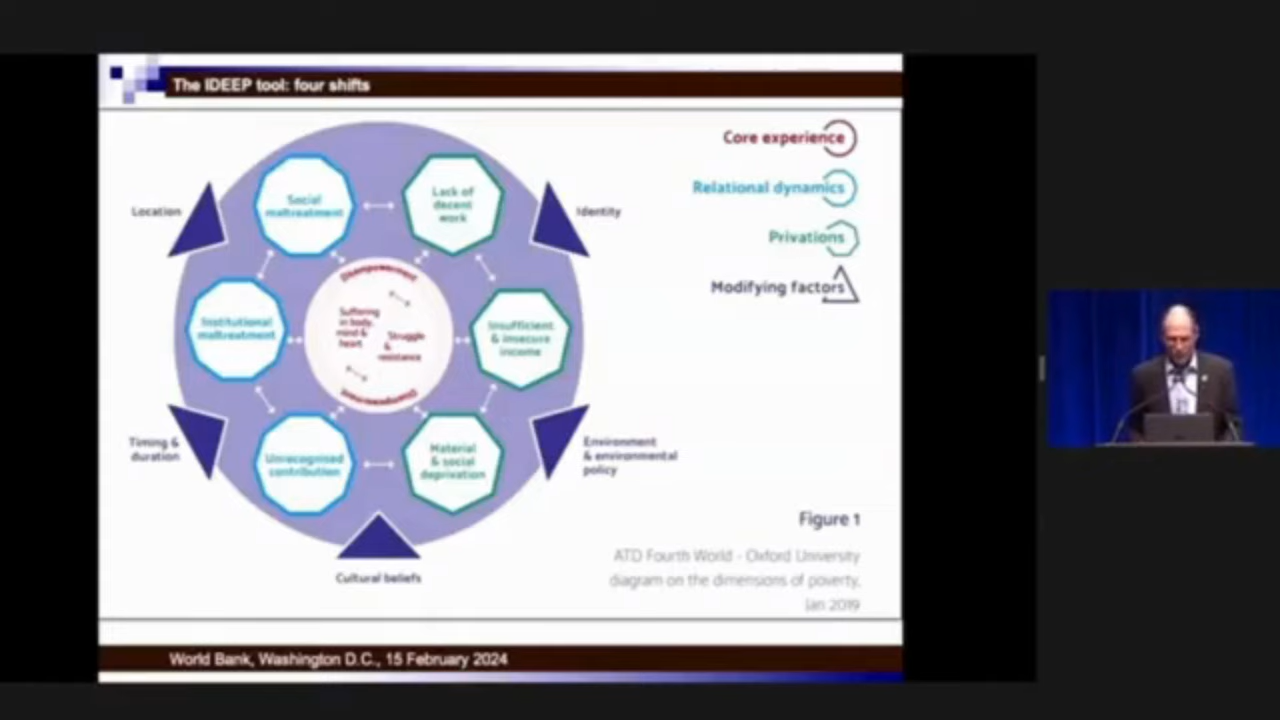 The IDEEP tool: four shifts
Core experience
Relational dynamics
Privations
Modifying factors
Location
Identity
Social
maltreatment
Lack of
decent
work
Institutional
maltreatment
Disempowerment
Suffering
in body,
mind &
heart
Struggle
&
resistance
Disempowerment
Insufficient
& insecure
income
Timing &
duration
Unrecognised
contribution
Material
& social
deprivation
Environment
& environmental
policy
Cultural beliefs
Figure 1
ATD Fourth World - Oxford University
diagram on the dimensions of poverty,
Jan 2019
World Bank, Washington D.C., 15 February 2024